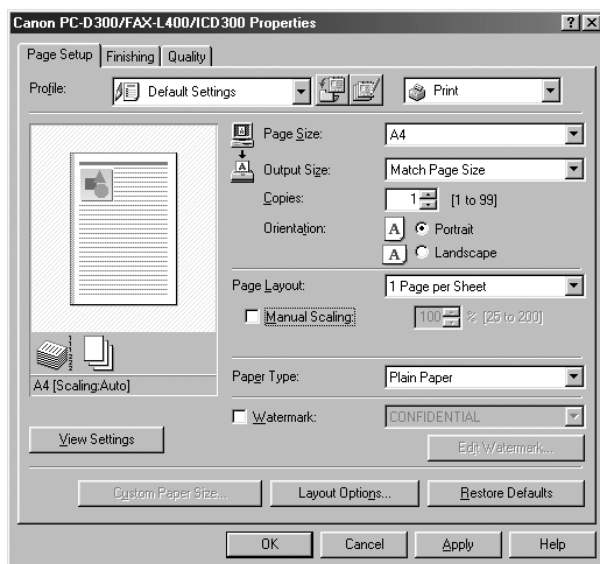 Canon PC-D300/FAX-L400/ICD300 Properties
Page Setup Finishing Quality
Profile: Default Settings Print
Page Size: A4
Output Size: Match Page Size
Copies: 1 [1 to 99]
Orientation: A Portrait
A Landscape
Page Layout: 1 Page per Sheet
Manual Scaling: 100 % [25 to 200]
A4 [Scaling:Auto]
Paper Type: Plain Paper
Watermark: CONFIDENTIAL
View Settings
Edit Watermark...
Custom Paper Size... Layout Options... Restore Defaults
OK Cancel Apply Help